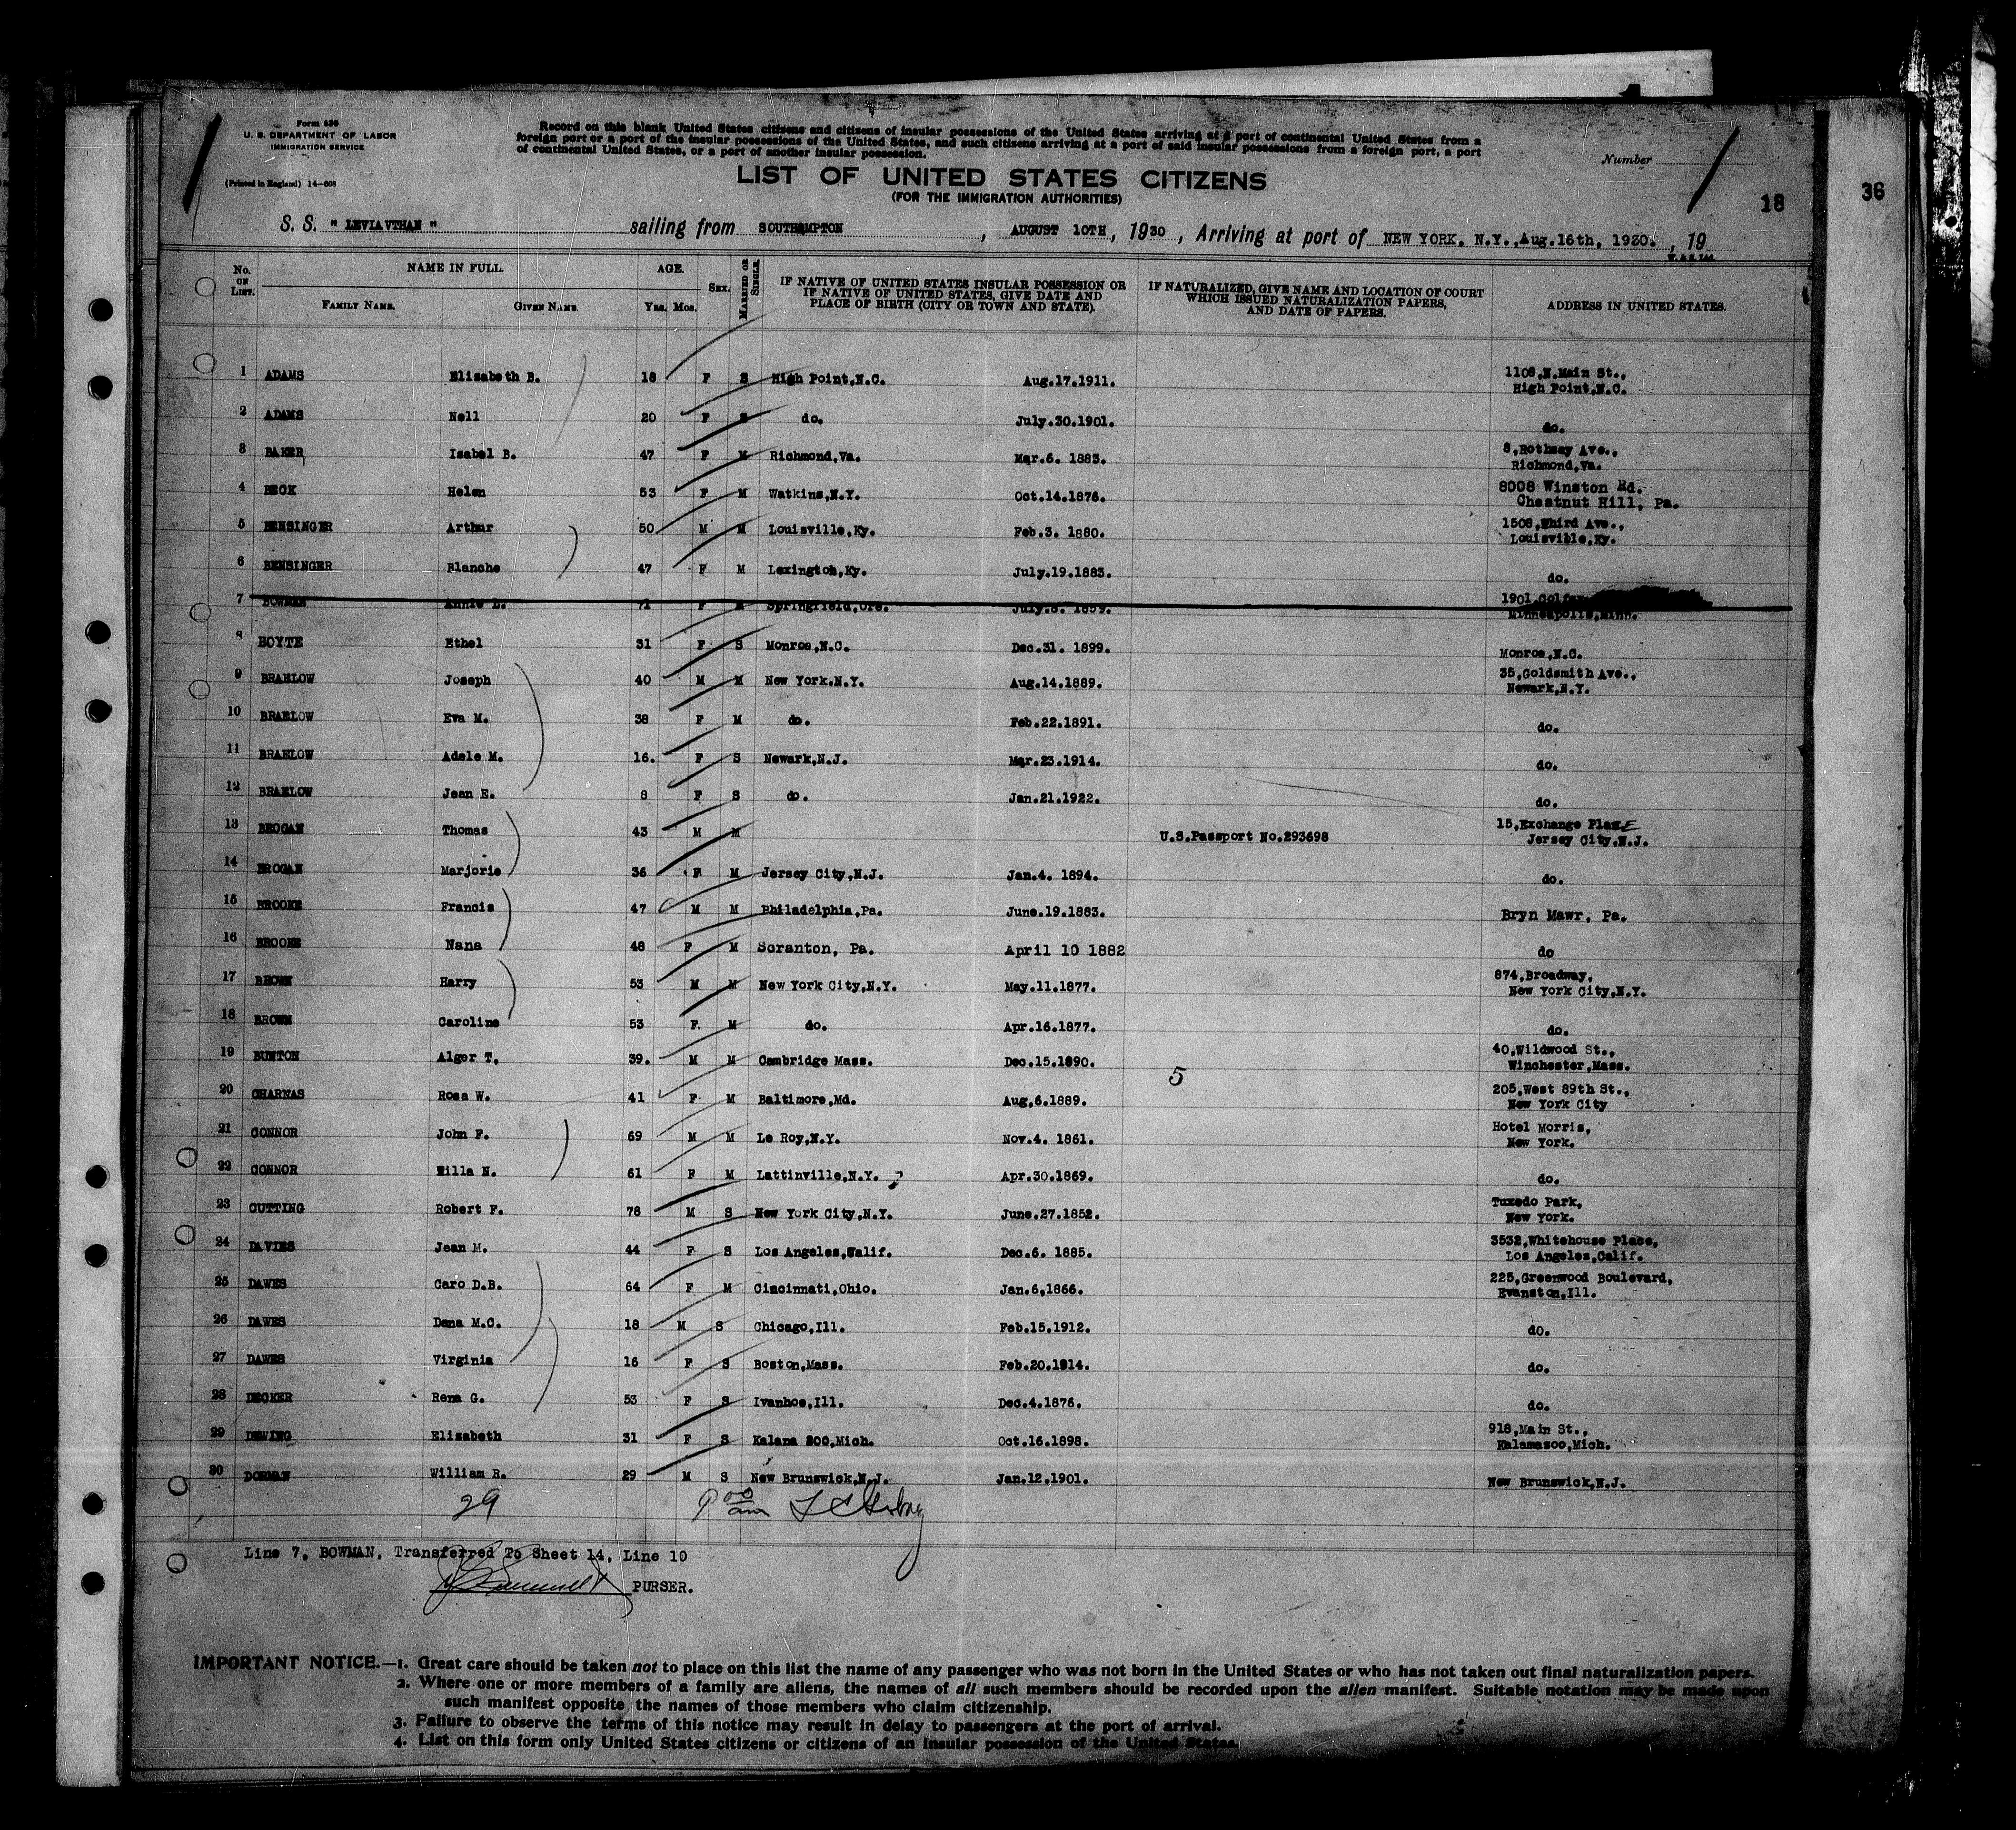 Form 630
U. S. DEPARTMENT OF LABOR
IMMIGRATION SERVICE
(Printed in England) 14—608
Record on this blank United States citizens and citizens of insular possessions of the United States arriving at a port of continental United States from a
foreign port or a port of the insular possessions of the United States, and such citizens arriving at a port of said insular possessions from a foreign port, a port
of continental United States, or a port of another insular possession.
Number
LIST OF UNITED STATES CITIZENS
(FOR THE IMMIGRATION AUTHORITIES)
18
36
S. S. " LEVIAVTHAN " sailing from SOUTHAMPTON , AUGUST 10TH, 1930 , Arriving at port of NEW YORK, N.Y.,Aug.16th, 1930. , 19
No. ON LIST. NAME IN FULL. AGE. SEX. MARRIED OR SINGLE. IF NATIVE OF UNITED STATES INSULAR POSSESSION OR IF NATIVE OF UNITED STATES, GIVE DATE AND PLACE OF BIRTH (CITY OR TOWN AND STATE). IF NATURALIZED, GIVE NAME AND LOCATION OF COURT WHICH ISSUED NATURALIZATION PAPERS, AND DATE OF PAPERS. ADDRESS IN UNITED STATES.
FAMILY NAME. GIVEN NAME. YRS. MOS.
1 ADAMS Elisabeth B. 18 F S High Point,N.C. Aug.17.1911. 1108,N.Main St.,
High Point,N.C.
2 ADAMS Nell 20 F S do. July.30.1901. do.
3 BAKER Isabel B. 47 F M Richmond,Va. Mar.6. 1883. 8,Rothsay Ave.,
Richmond,Va.
4 BECK Helen 53 F M Watkins,N.Y. Oct.14.1876. 8008 Winston Rd.
Chestnut Hill, Pa.
5 BENSINGER Arthur 50 M M Louisville,Ky. Feb.3. 1880. 1508,Third Ave.,
Louisville,Ky.
6 BENSINGER Blanche 47 F M Lexington,Ky. July.19.1883. do.
7 BOWMAN Annie L. 71 F Springfield,Ore. July.8. 1859. 1901
Minneapolis,Minn.
8 BOYTE Ethel 31 F S Monroe,N.C. Dec.31. 1899. Monroe,N.C.
9 BRAELOW Joseph 40 M M New York.N.Y. Aug.14.1889. 35,Goldsmith Ave.,
Newark,N.Y.
10 BRAELOW Eva M. 38 F M do. Feb.22.1891. do.
11 BRAELOW Adele M. 16. F S Newark,N.J. Mar.23.1914. do.
12 BRAELOW Jean E. 8 F S do. Jan.21.1922. do.
13 BROGAN Thomas 43 M M U.S.Passport No.293698 15,Exchange Place
Jersey City,N.J.
14 BROGAN Marjorie 36 F M Jersey City,N.J. Jan.4. 1894. do.
15 BROOKE Francis 47 M M Philadelphia,Pa. June.19.1883. Bryn Mawr, Pa.
16 BROOKE Nana 48 F M Scranton, Pa. April 10 1882 do
17 BROWN Harry 53 M M New York City,N.Y. May.11.1877. 874,Broadway,
New York City,N.Y.
18 BROWN Caroline 53 F. M do. Apr.16.1877. do.
19 BUNTON Alger T. 39. M M Cambridge Mass. Dec.15.1890. 40,Wildwood St.,
Winchester,Mass.
5
20 CHARNAS Rosa W. 41 F M Baltimore,Md. Aug,6.1889. 205,West 89th St.,
New York City
21 CONNOR John F. 69 M M Le Roy,N.Y. Nov.4. 1861. Hotel Morris,
New York.
22 CONNOR Willa N. 61 F M Lattinville,N.Y. ? Apr.30.1869. do.
23 CUTTING Robert F. 78 M S New York City,N.Y. June.27.1852. Tuxedo Park,
New York.
24 DAVIES Jean M. 44 F S Los Angeles,Calif. Dec.6. 1885. 3532,Whitehouse Place,
Los Angeles,Calif.
25 DAWES Caro D.B. 64 F M Cincinnati,Ohio. Jan.6,1866. 225,Greenwood Boulevard,
Evanston,Ill.
26 DAWES Dana M.C. 18 M S Chicago,Ill. Feb.15.1912. do.
27 DAWES Virginia 16 F S Boston,Mass. Feb.20.1914. do.
28 DECKER Rena G. 53 F S Ivanhoe,Ill. Dec.4.1876. do.
29 DEWING Elizabeth 31 F S Kalama zoo,Mich. Oct.16.1898. 918,Main St.,
Kalamazoo,Mich.
30 DORMAN William R. 29 M S New Brunswick,N.J. Jan.12.1901. New Brunswick,N.J.
29
Line 7, BOWMAN, Transferred To Sheet 14, Line 10
PURSER.
IMPORTANT NOTICE.—1. Great care should be taken not to place on this list the name of any passenger who was not born in the United States or who has not taken out final naturalization papers.
2. Where one or more members of a family are aliens, the names of all such members should be recorded upon the alien manifest. Suitable notation may be made upon
such manifest opposite the names of those members who claim citizenship.
3. Failure to observe the terms of this notice may result in delay to passengers at the port of arrival.
4. List on this form only United States citizens or citizens of an insular possession of the United States.